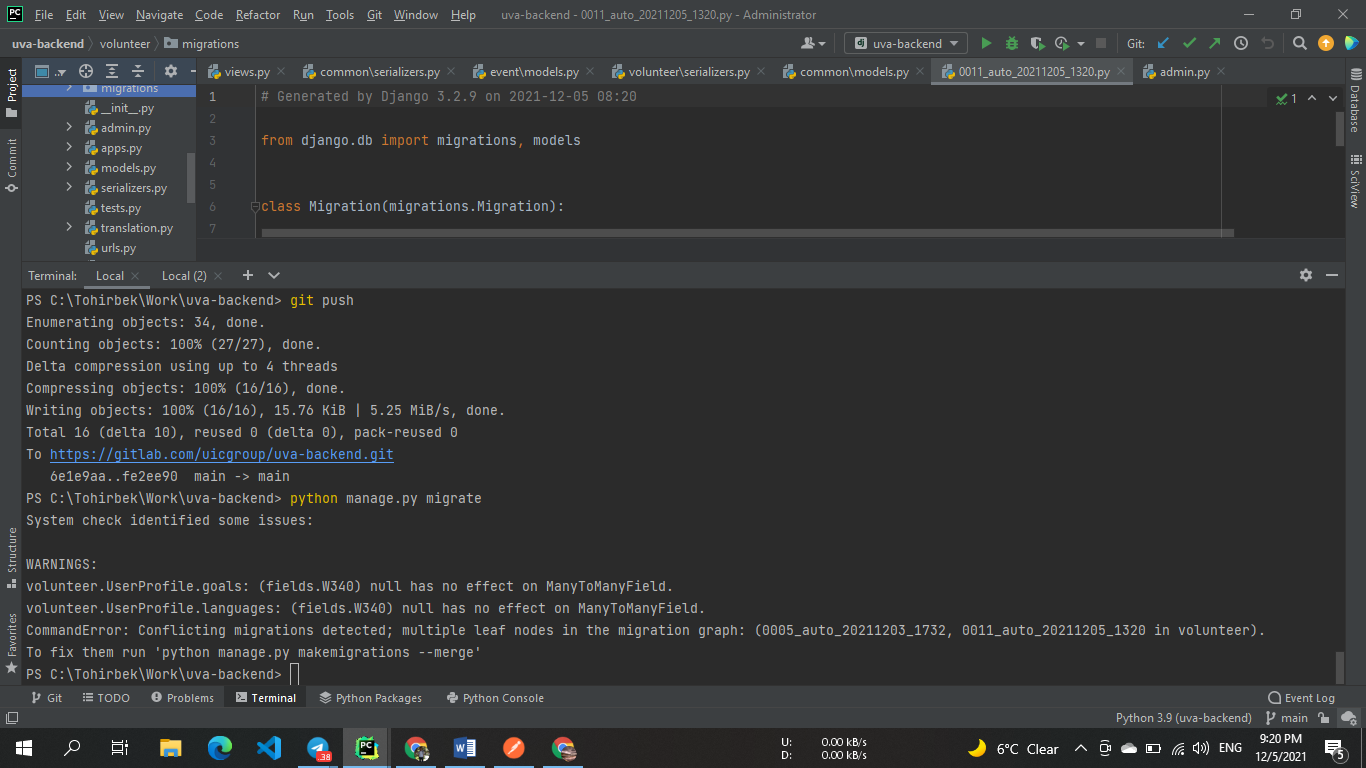 File Edit View Navigate Code Refactor Run Tools Git Window Help uva-backend - 0011_auto_20211205_1320.py - Administrator
uva-backend volunteer migrations uva-backend Git:
views.py common\serializers.py event\models.py volunteer\serializers.py common\models.py 0011_auto_20211205_1320.py admin.py
Project
Commit
Structure
Favorites
Database
SciView
migrations
__init__.py
admin.py
apps.py
models.py
serializers.py
tests.py
translation.py
urls.py
1 # Generated by Django 3.2.9 on 2021-12-05 08:20
2
3 from django.db import migrations, models
4
5
6 class Migration(migrations.Migration):
7
1
Terminal: Local Local (2)
PS C:\Tohirbek\Work\uva-backend> git push
Enumerating objects: 34, done.
Counting objects: 100% (27/27), done.
Delta compression using up to 4 threads
Compressing objects: 100% (16/16), done.
Writing objects: 100% (16/16), 15.76 KiB | 5.25 MiB/s, done.
Total 16 (delta 10), reused 0 (delta 0), pack-reused 0
To https://gitlab.com/uicgroup/uva-backend.git
6e1e9aa..fe2ee90 main -> main
PS C:\Tohirbek\Work\uva-backend> python manage.py migrate
System check identified some issues:
WARNINGS:
volunteer.UserProfile.goals: (fields.W340) null has no effect on ManyToManyField.
volunteer.UserProfile.languages: (fields.W340) null has no effect on ManyToManyField.
CommandError: Conflicting migrations detected; multiple leaf nodes in the migration graph: (0005_auto_20211203_1732, 0011_auto_20211205_1320 in volunteer).
To fix them run 'python manage.py makemigrations --merge'
PS C:\Tohirbek\Work\uva-backend>
Git TODO Problems Terminal Python Packages Python Console Event Log
Python 3.9 (uva-backend) main
U: 0.00 kB/s
D: 0.00 kB/s
6°C Clear
ENG
9:20 PM
12/5/2021
38
5